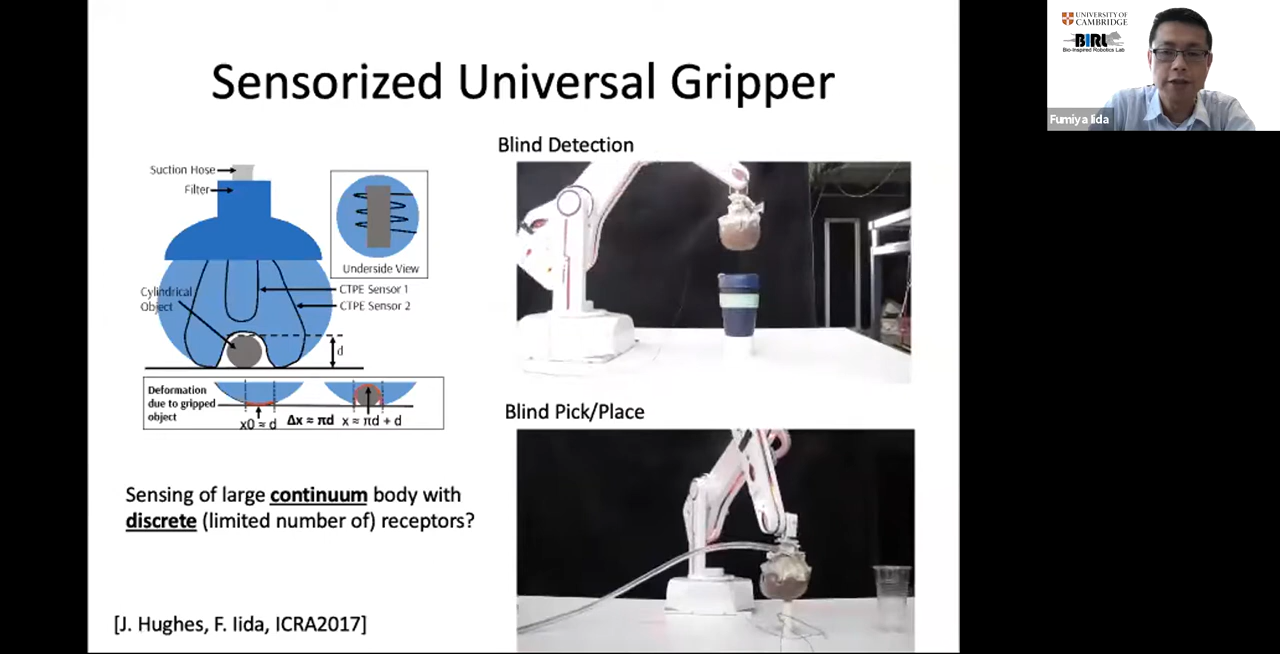 Sensorized Universal Gripper
Suction Hose
Filter
Underside View
Cylindrical
Object
CTPE Sensor 1
CTPE Sensor 2
d
Deformation
due to gripped
object
x0 ≈ d
Δx ≈ πd
x ≈ πd + d
Sensing of large continuum body with
discrete (limited number of) receptors?
[J. Hughes, F. Iida, ICRA2017]
Blind Detection
Blind Pick/Place
UNIVERSITY OF
CAMBRIDGE
BIRL
Bio-Inspired Robotics Lab
Fumiya Iida